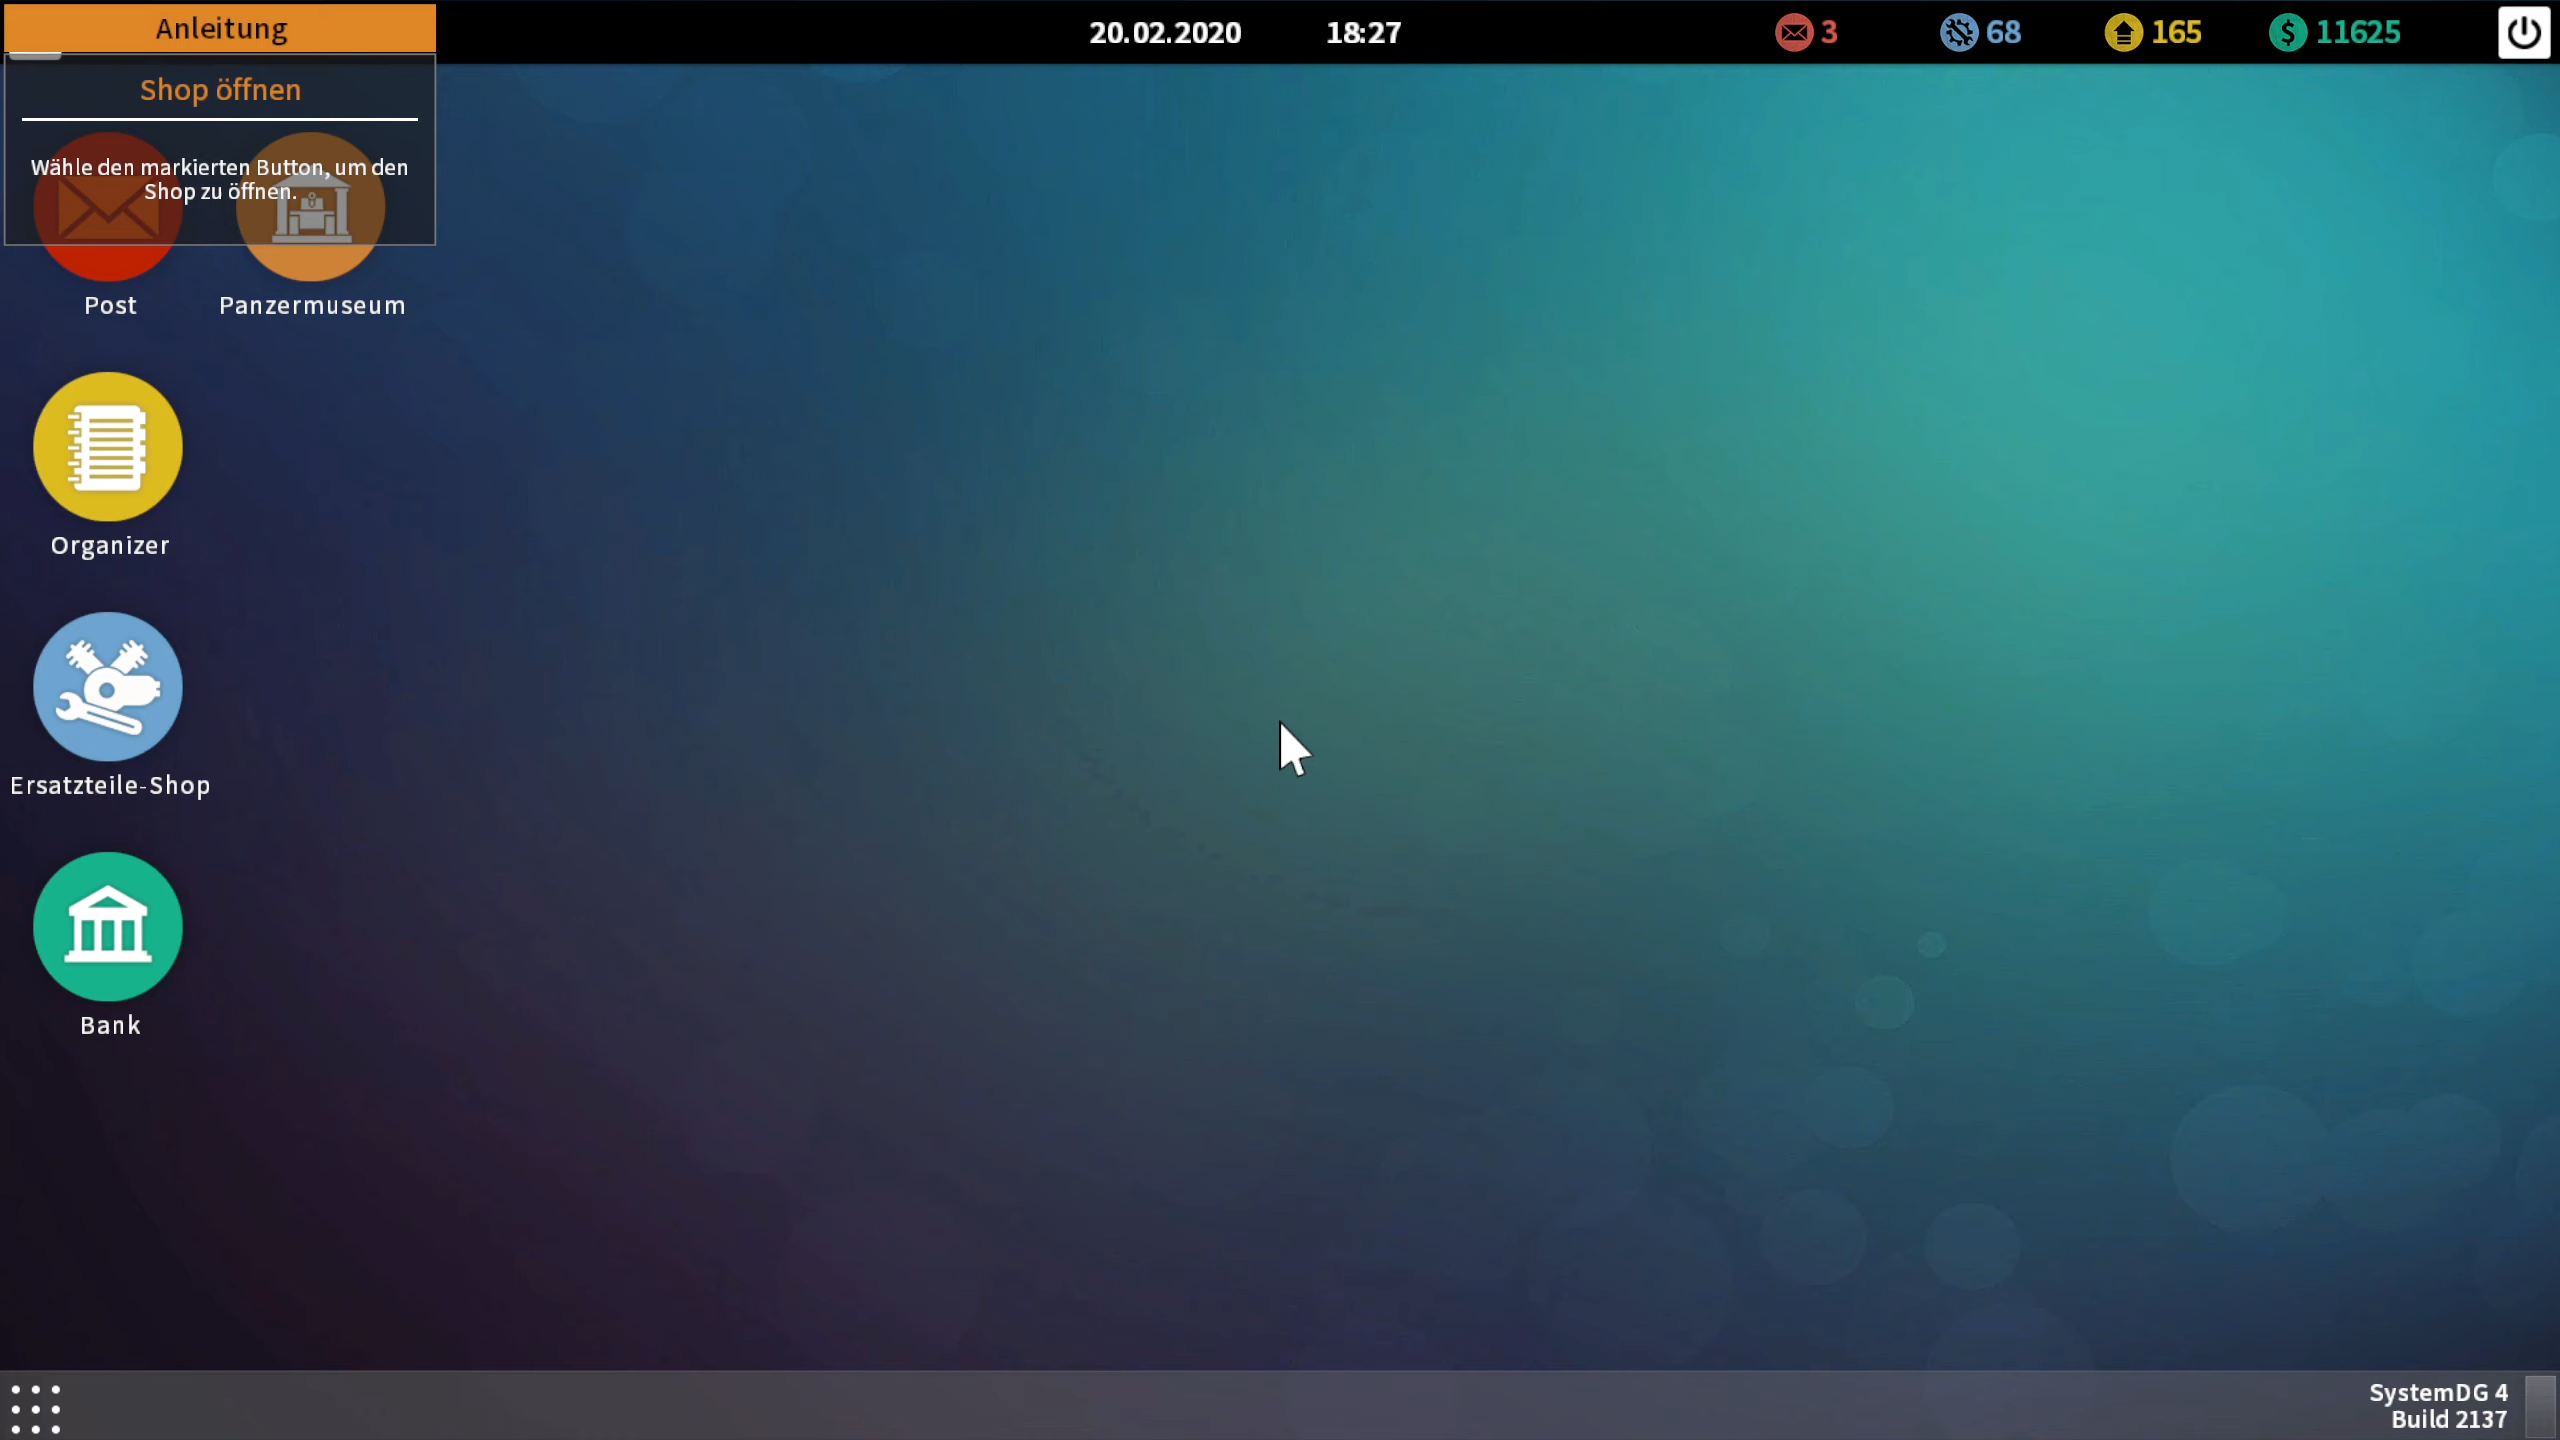 Anleitung
20.02.2020
18:27
3
68
165
11625
Shop öffnen
Wähle den markierten Button, um den
Shop zu öffnen.
Post
Panzermuseum
Organizer
Ersatzteile-Shop
Bank
SystemDG 4
Build 2137